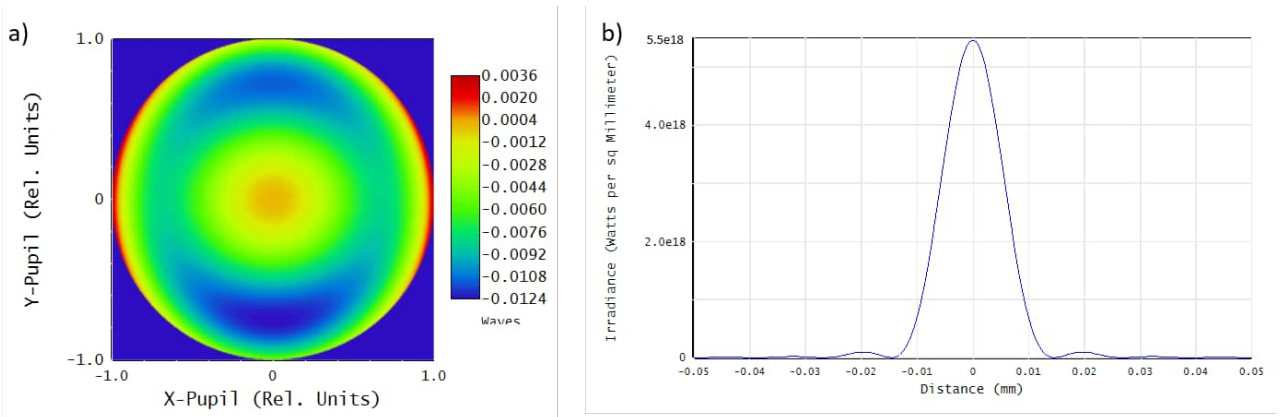 a)
1.0
0
-1.0
Y-Pupil (Rel. Units)
-1.0 0 1.0
X-Pupil (Rel. Units)
0.0036
0.0020
0.0004
-0.0012
-0.0028
-0.0044
-0.0060
-0.0076
-0.0092
-0.0108
-0.0124
Waves
b)
5.5e18
4.0e18
2.0e18
0
Irradiance (Watts per sq Millimeter)
-0.05 -0.04 -0.03 -0.02 -0.01 0 0.01 0.02 0.03 0.04 0.05
Distance (mm)